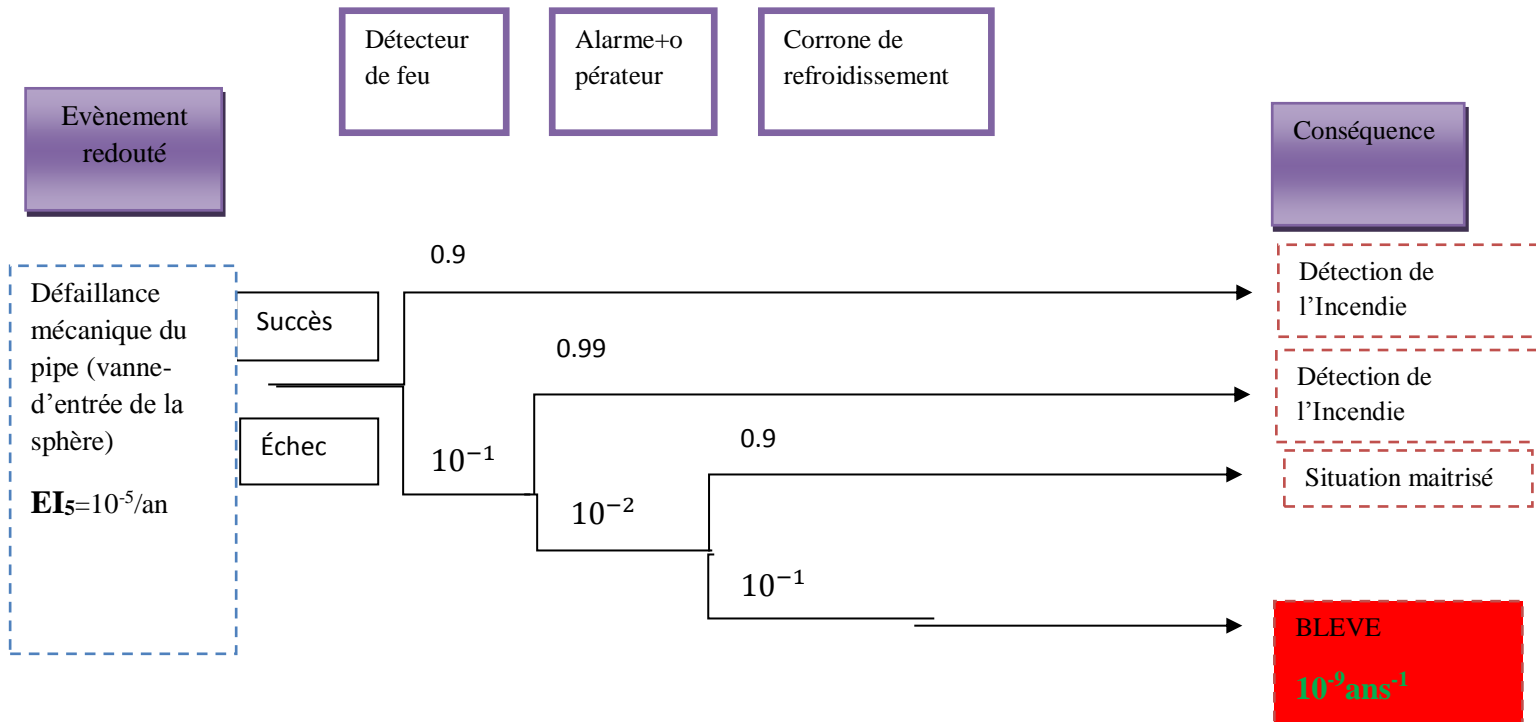 Détecteur
de feu
Alarme+o
pérateur
Corrone de
refroidissement
Evènement
redouté
Conséquence
0.9
Défaillance
mécanique du
pipe (vanne-
d’entrée de la
sphère)
EI₅=10⁻⁵/an
Succès
Échec
Détection de
l’Incendie
0.99
Détection de
l’Incendie
10⁻¹
0.9
Situation maitrisé
10⁻²
10⁻¹
BLEVE
10⁻⁹ans⁻¹